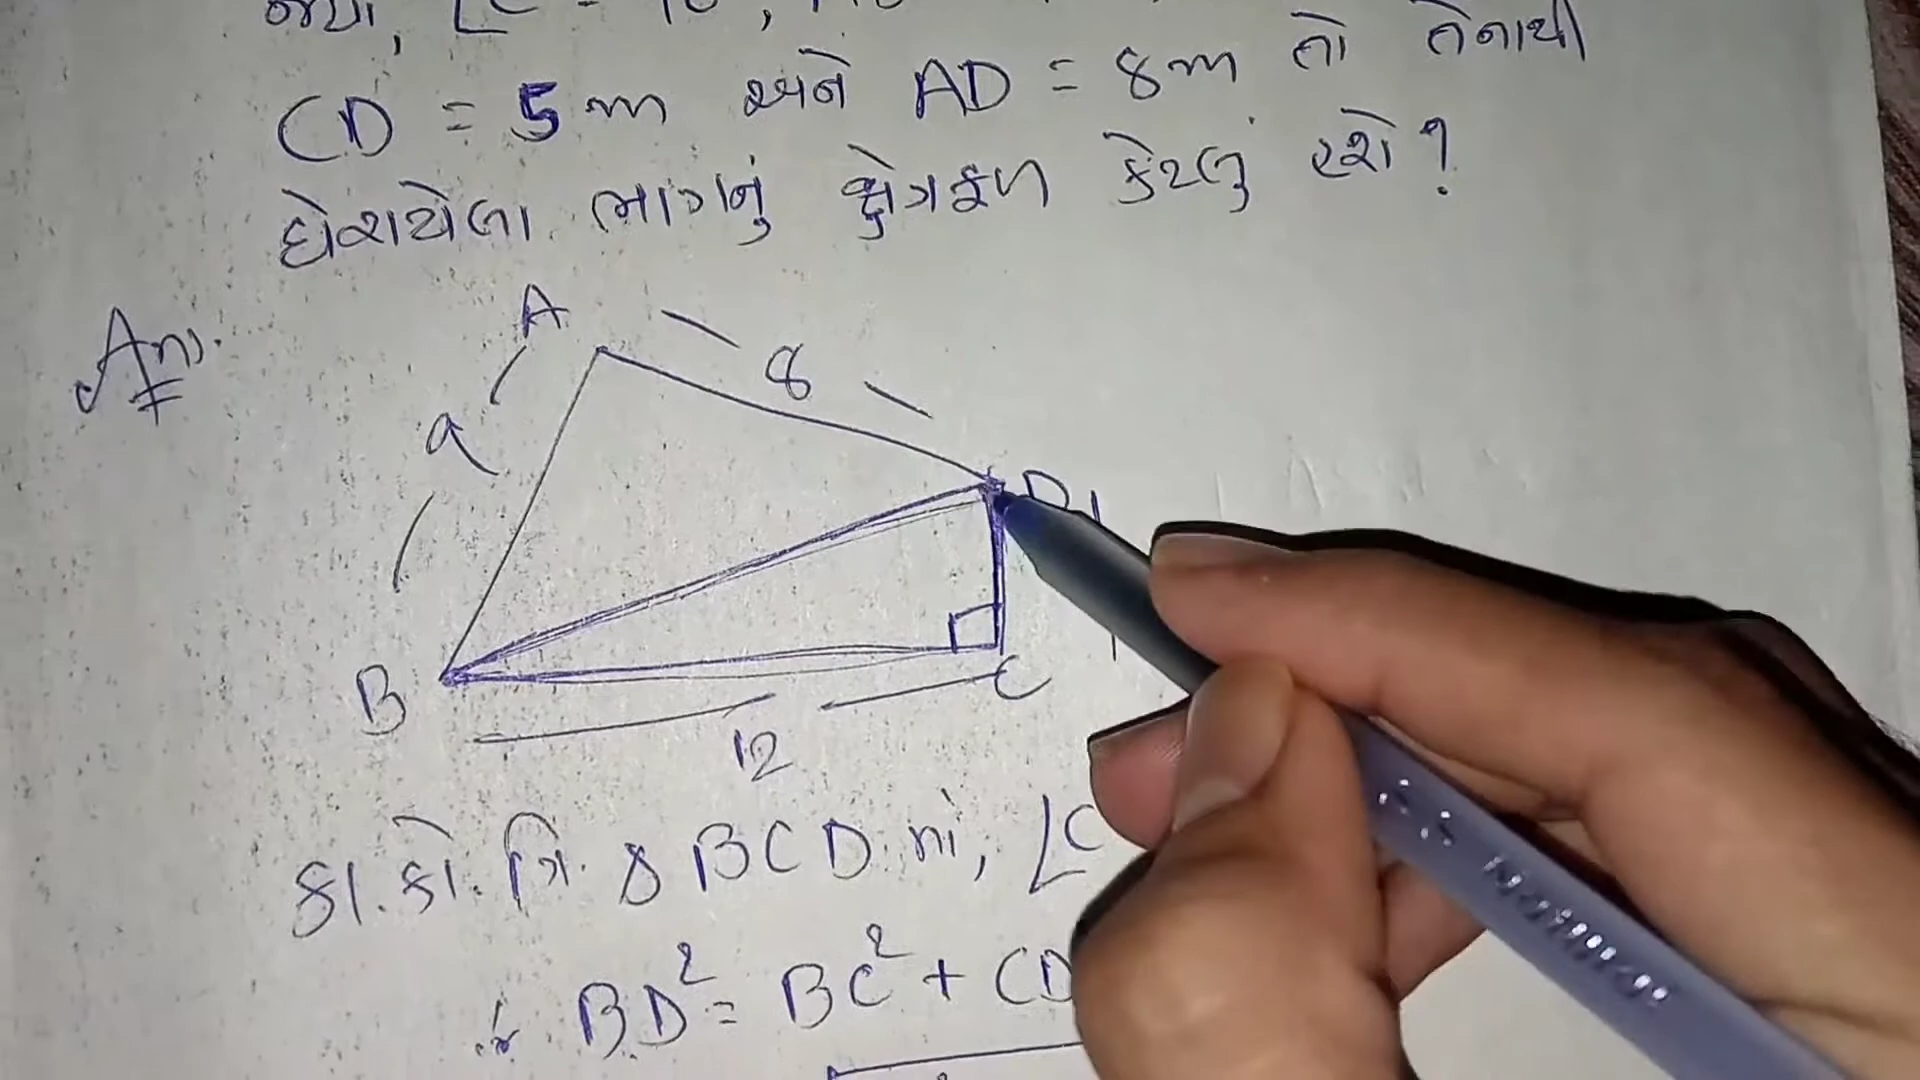 CD = 5 m અને AD = 8 m તો તેનાથી
ઘેરાયેલા ભાગનું ક્ષેત્રફળ કેટલું હશે?
Ans.
A
8
9
D
B
C
12
કા.કો. ત્રિ. Δ BCD માં, ∠C
∴ BD² = BC² + CD